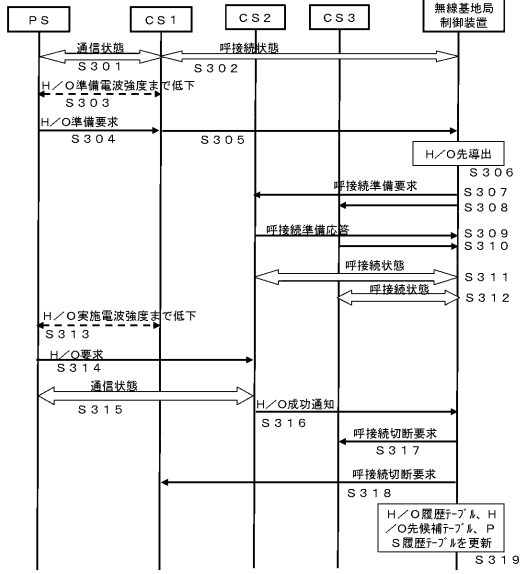 ＰＳ
ＣＳ１
ＣＳ２
ＣＳ３
無線基地局
制御装置
通信状態
Ｓ３０１
呼接続状態
Ｓ３０２
Ｈ／Ｏ準備電波強度まで低下
Ｓ３０３
Ｈ／Ｏ準備要求
Ｓ３０４
Ｓ３０５
Ｈ／Ｏ先導出
Ｓ３０６
呼接続準備要求
Ｓ３０７
Ｓ３０８
呼接続準備応答
Ｓ３０９
Ｓ３１０
呼接続状態
Ｓ３１１
呼接続状態
Ｓ３１２
Ｈ／Ｏ実施電波強度まで低下
Ｓ３１３
Ｈ／Ｏ要求
Ｓ３１４
通信状態
Ｓ３１５
Ｈ／Ｏ成功通知
Ｓ３１６
呼接続切断要求
Ｓ３１７
呼接続切断要求
Ｓ３１８
Ｈ／Ｏ履歴ﾃｰﾌﾞﾙ、Ｈ
／Ｏ先候補テーブル、Ｐ
Ｓ履歴テーブﾙを更新
Ｓ３１９